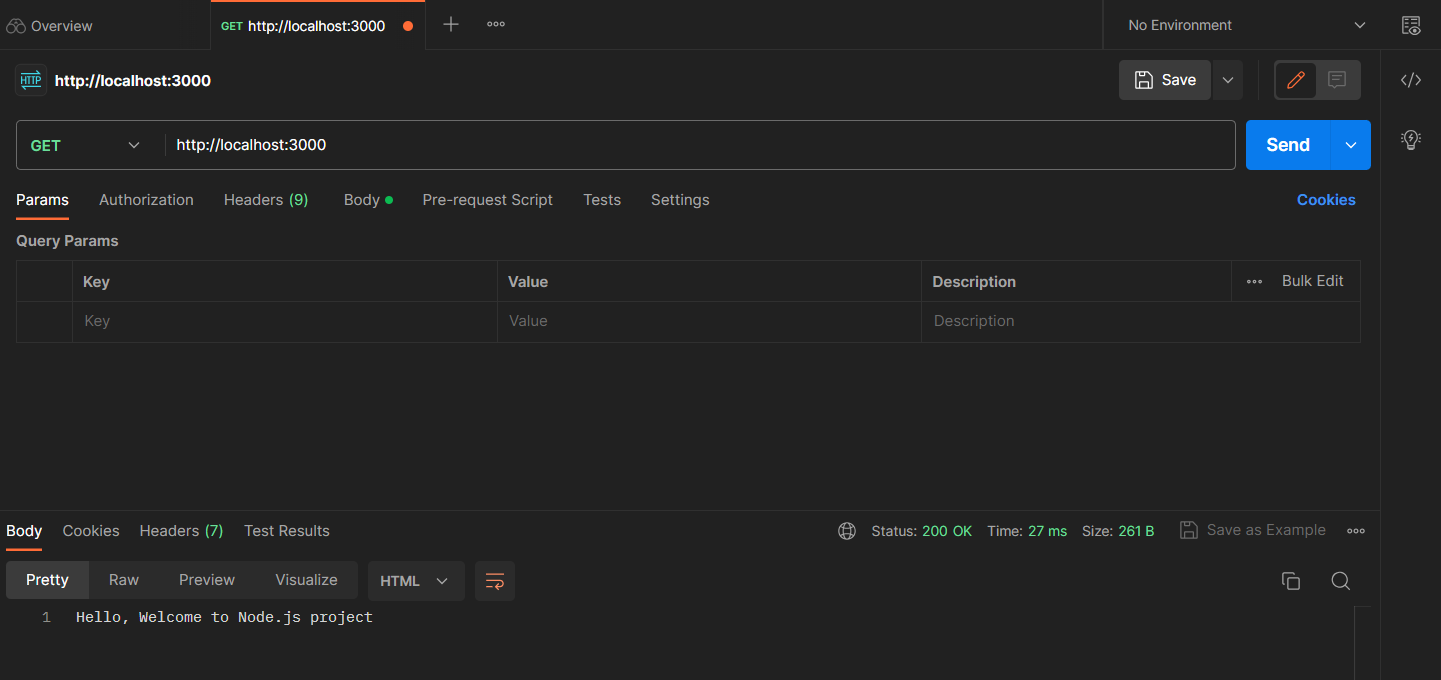 Overview GET http://localhost:3000 No Environment
HTTP http://localhost:3000 Save
GET http://localhost:3000 Send
Params Authorization Headers (9) Body Pre-request Script Tests Settings Cookies
Query Params
Key Value Description Bulk Edit
Key Value Description
Body Cookies Headers (7) Test Results Status: 200 OK Time: 27 ms Size: 261 B Save as Example
Pretty Raw Preview Visualize HTML
1 Hello, Welcome to Node.js project